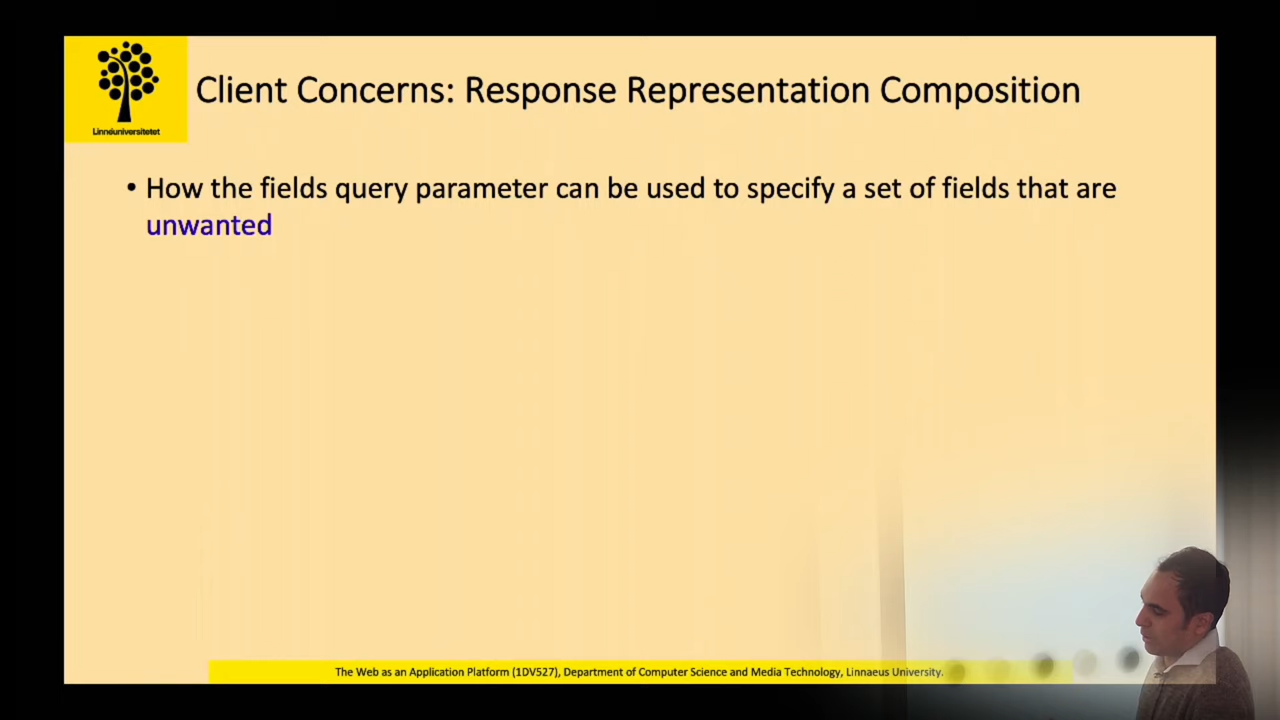 Linnéuniversitetet
Client Concerns: Response Representation Composition
• How the fields query parameter can be used to specify a set of fields that are
unwanted
The Web as an Application Platform (1DV527), Department of Computer Science and Media Technology, Linnaeus University.